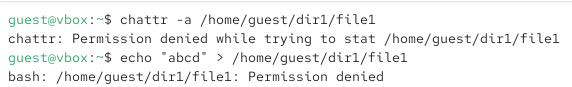 guest@vbox:~$ chattr -a /home/guest/dir1/file1
chattr: Permission denied while trying to stat /home/guest/dir1/file1
guest@vbox:~$ echo "abcd" > /home/guest/dir1/file1
bash: /home/guest/dir1/file1: Permission denied